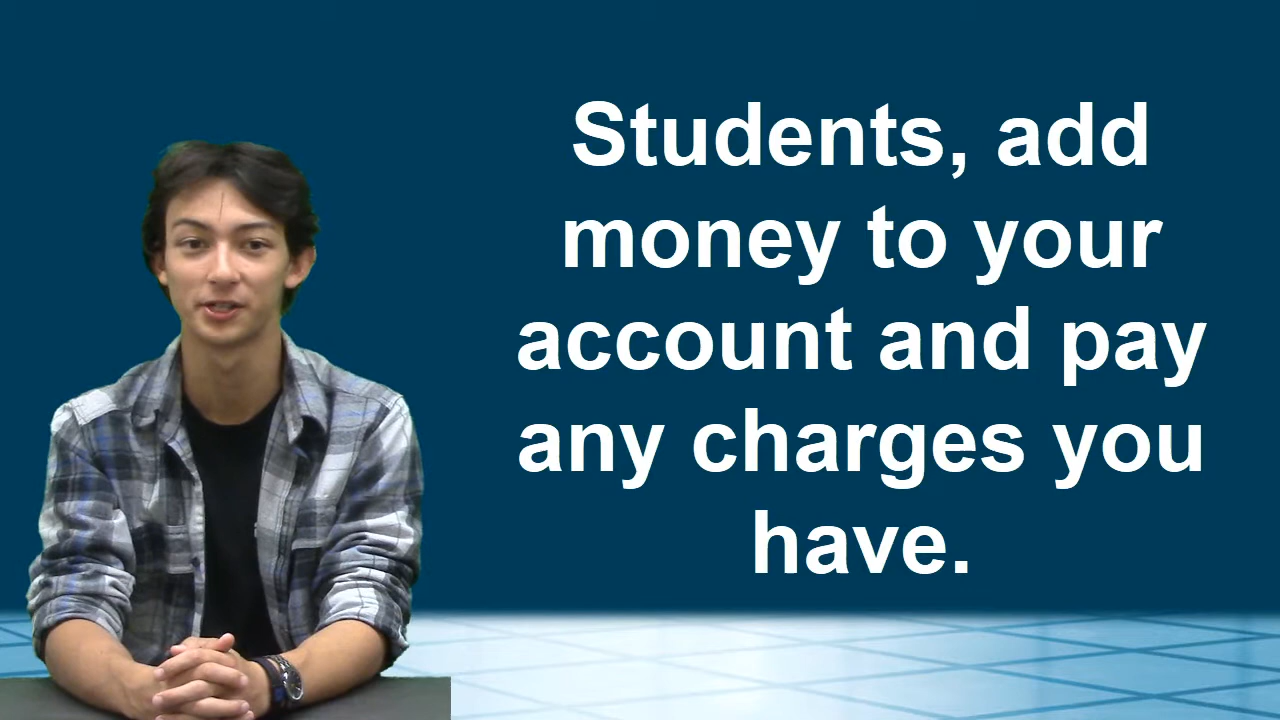 Students, add
money to your
account and pay
any charges you
have.